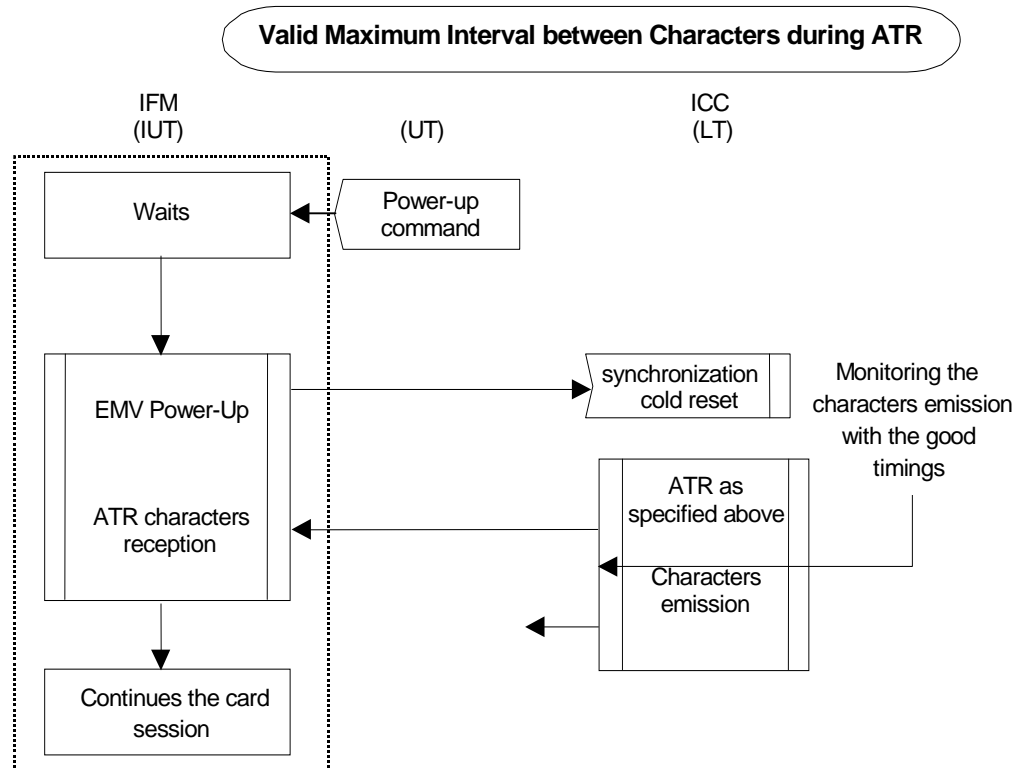 Valid Maximum Interval between Characters during ATR
IFM
(IUT)
(UT)
ICC
(LT)
Waits
Power-up
command
EMV Power-Up
synchronization
cold reset
Monitoring the
characters emission
with the good
timings
ATR characters
reception
ATR as
specified above
Characters
emission
Continues the card
session